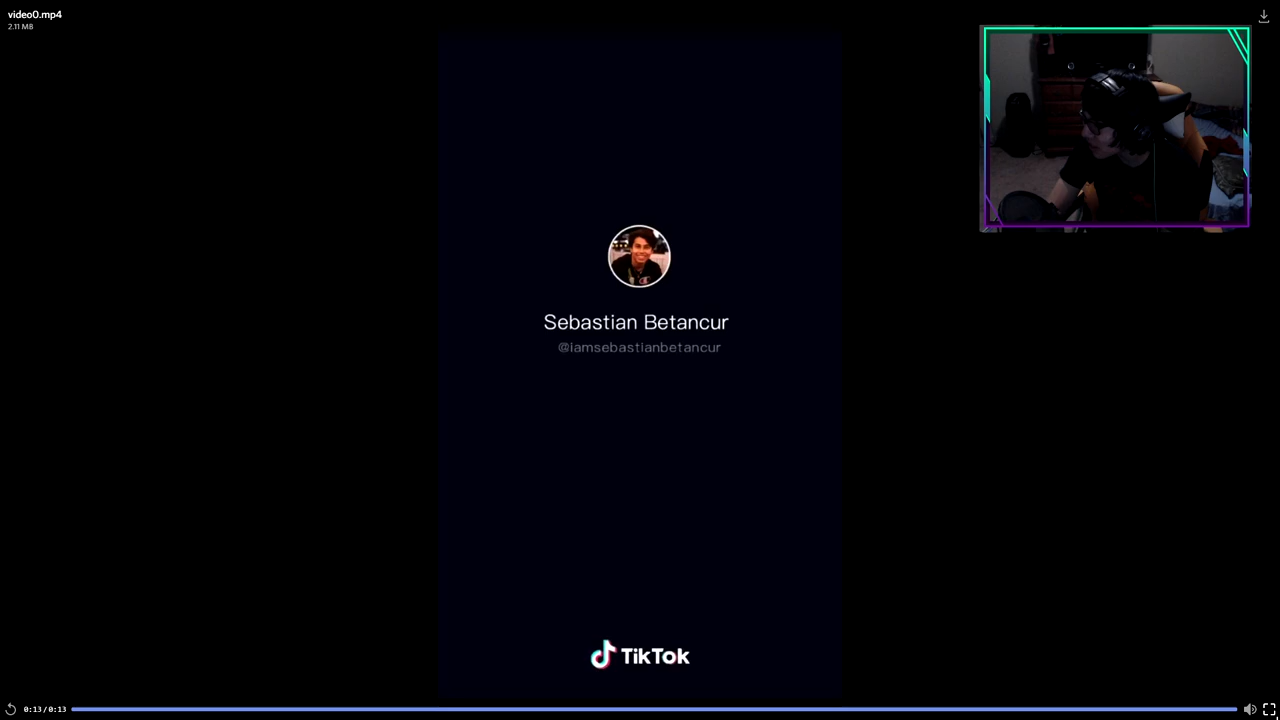 video0.mp4
2.11 MB
Sebastian Betancur
@iamsebastianbetancur
TikTok
0:13/0:13